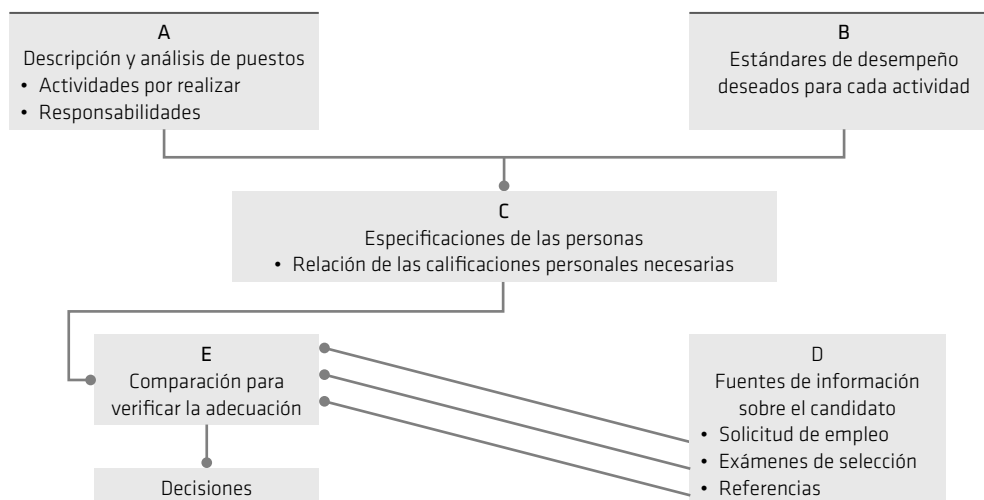 A
Descripción y análisis de puestos
• Actividades por realizar
• Responsabilidades
B
Estándares de desempeño
deseados para cada actividad
C
Especificaciones de las personas
• Relación de las calificaciones personales necesarias
E
Comparación para
verificar la adecuación
D
Fuentes de información
sobre el candidato
• Solicitud de empleo
• Exámenes de selección
• Referencias
Decisiones